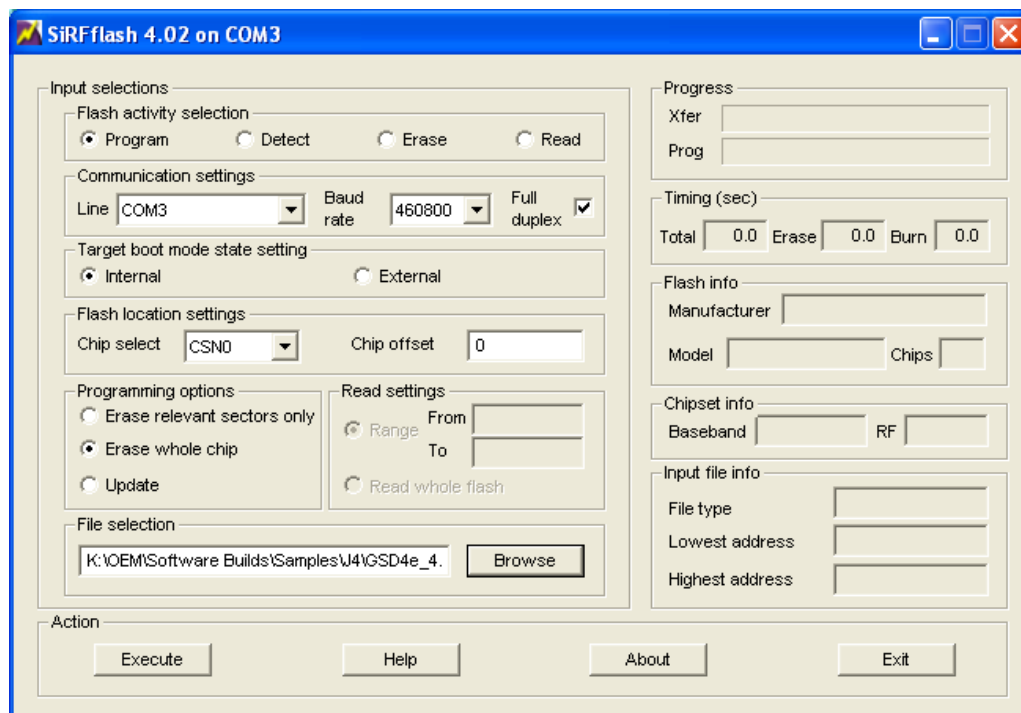 SiRFflash 4.02 on COM3
Input selections
Flash activity selection
Program Detect Erase Read
Communication settings
Line COM3 Baud rate 460800 Full duplex
Target boot mode state setting
Internal External
Flash location settings
Chip select CSN0 Chip offset 0
Programming options
Erase relevant sectors only
Erase whole chip
Update
Read settings
Range From
To
Read whole flash
File selection
K:\OEM\Software Builds\Samples\J4\GSD4e_4. Browse
Progress
Xfer
Prog
Timing (sec)
Total 0.0 Erase 0.0 Burn 0.0
Flash info
Manufacturer
Model Chips
Chipset info
Baseband RF
Input file info
File type
Lowest address
Highest address
Action
Execute Help About Exit